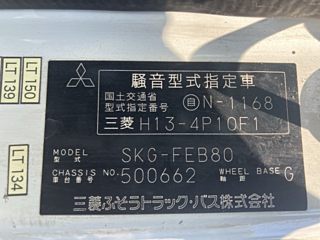 LT 150
LT 139
LT 134
騒音型式指定車
国土交通省
型式指定番号 自 N-1168
三菱 H13-4P10F1
MODEL
型式 SKG-FEB80
CHASSIS NO.
車台番号 500662
WHEEL BASE G
三菱ふそうトラック・バス株式会社